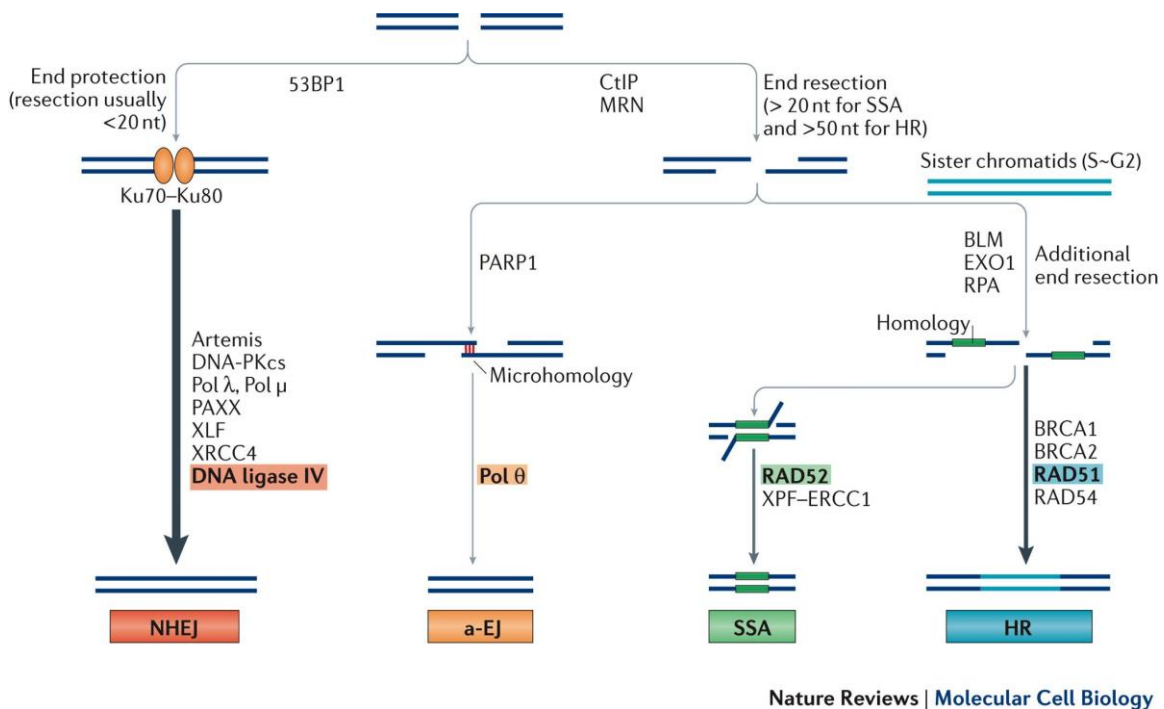 End protection
(resection usually
<20 nt)
53BP1
CtIP
MRN
End resection
(> 20 nt for SSA
and >50 nt for HR)
Ku70–Ku80
Sister chromatids (S~G2)
PARP1
BLM
EXO1
RPA
Additional
end resection
Homology
Microhomology
Artemis
DNA-PKcs
Pol λ, Pol μ
PAXX
XLF
XRCC4
DNA ligase IV
Pol θ
RAD52
XPF–ERCC1
BRCA1
BRCA2
RAD51
RAD54
NHEJ
a-EJ
SSA
HR
Nature Reviews | Molecular Cell Biology